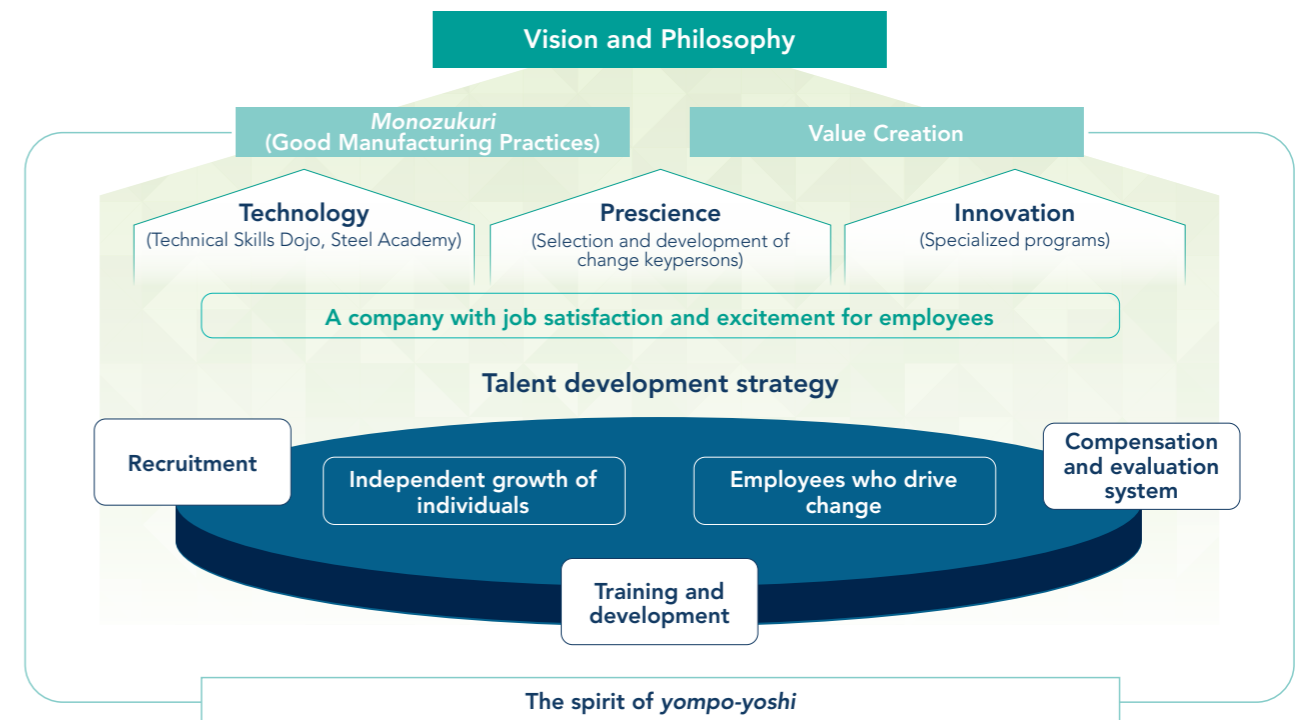 Vision and Philosophy
Monozukuri
(Good Manufacturing Practices)
Value Creation
Technology
(Technical Skills Dojo, Steel Academy)
Prescience
(Selection and development of
change keypersons)
Innovation
(Specialized programs)
A company with job satisfaction and excitement for employees
Talent development strategy
Recruitment
Independent growth of
individuals
Employees who drive
change
Compensation
and evaluation
system
Training and
development
The spirit of yompo-yoshi